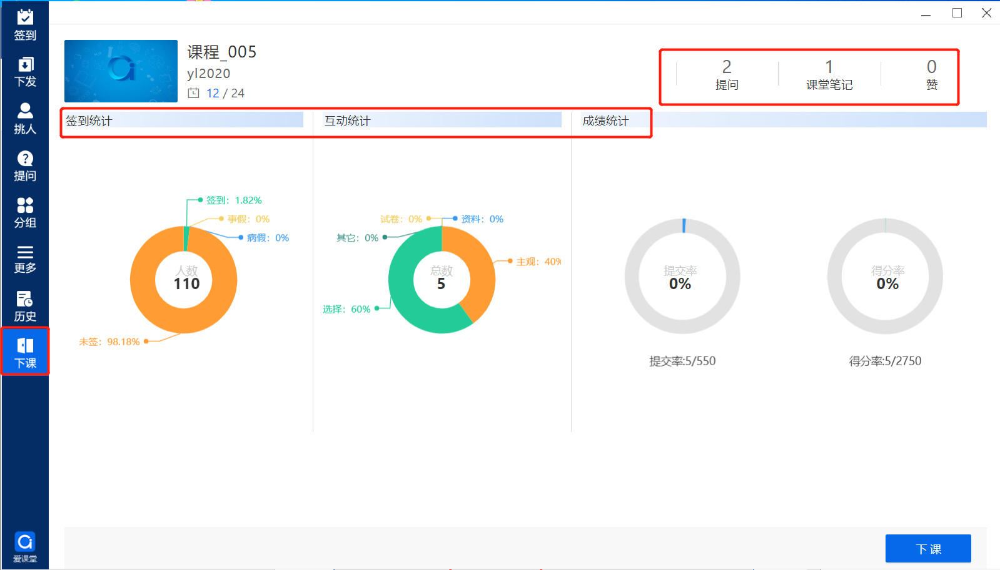 签到
下发
挑人
提问
分组
更多
历史
下课
爱课堂
课程_005
yl2020
12 / 24
2
提问
1
课堂笔记
0
赞
签到统计
互动统计
成绩统计
签到：1.82%
事假：0%
病假：0%
人数
110
未签：98.18%
试卷：0%
资料：0%
其它：0%
主观：40%
总数
5
选择：60%
提交率
0%
提交率:5/550
得分率
0%
得分率:5/2750
下课